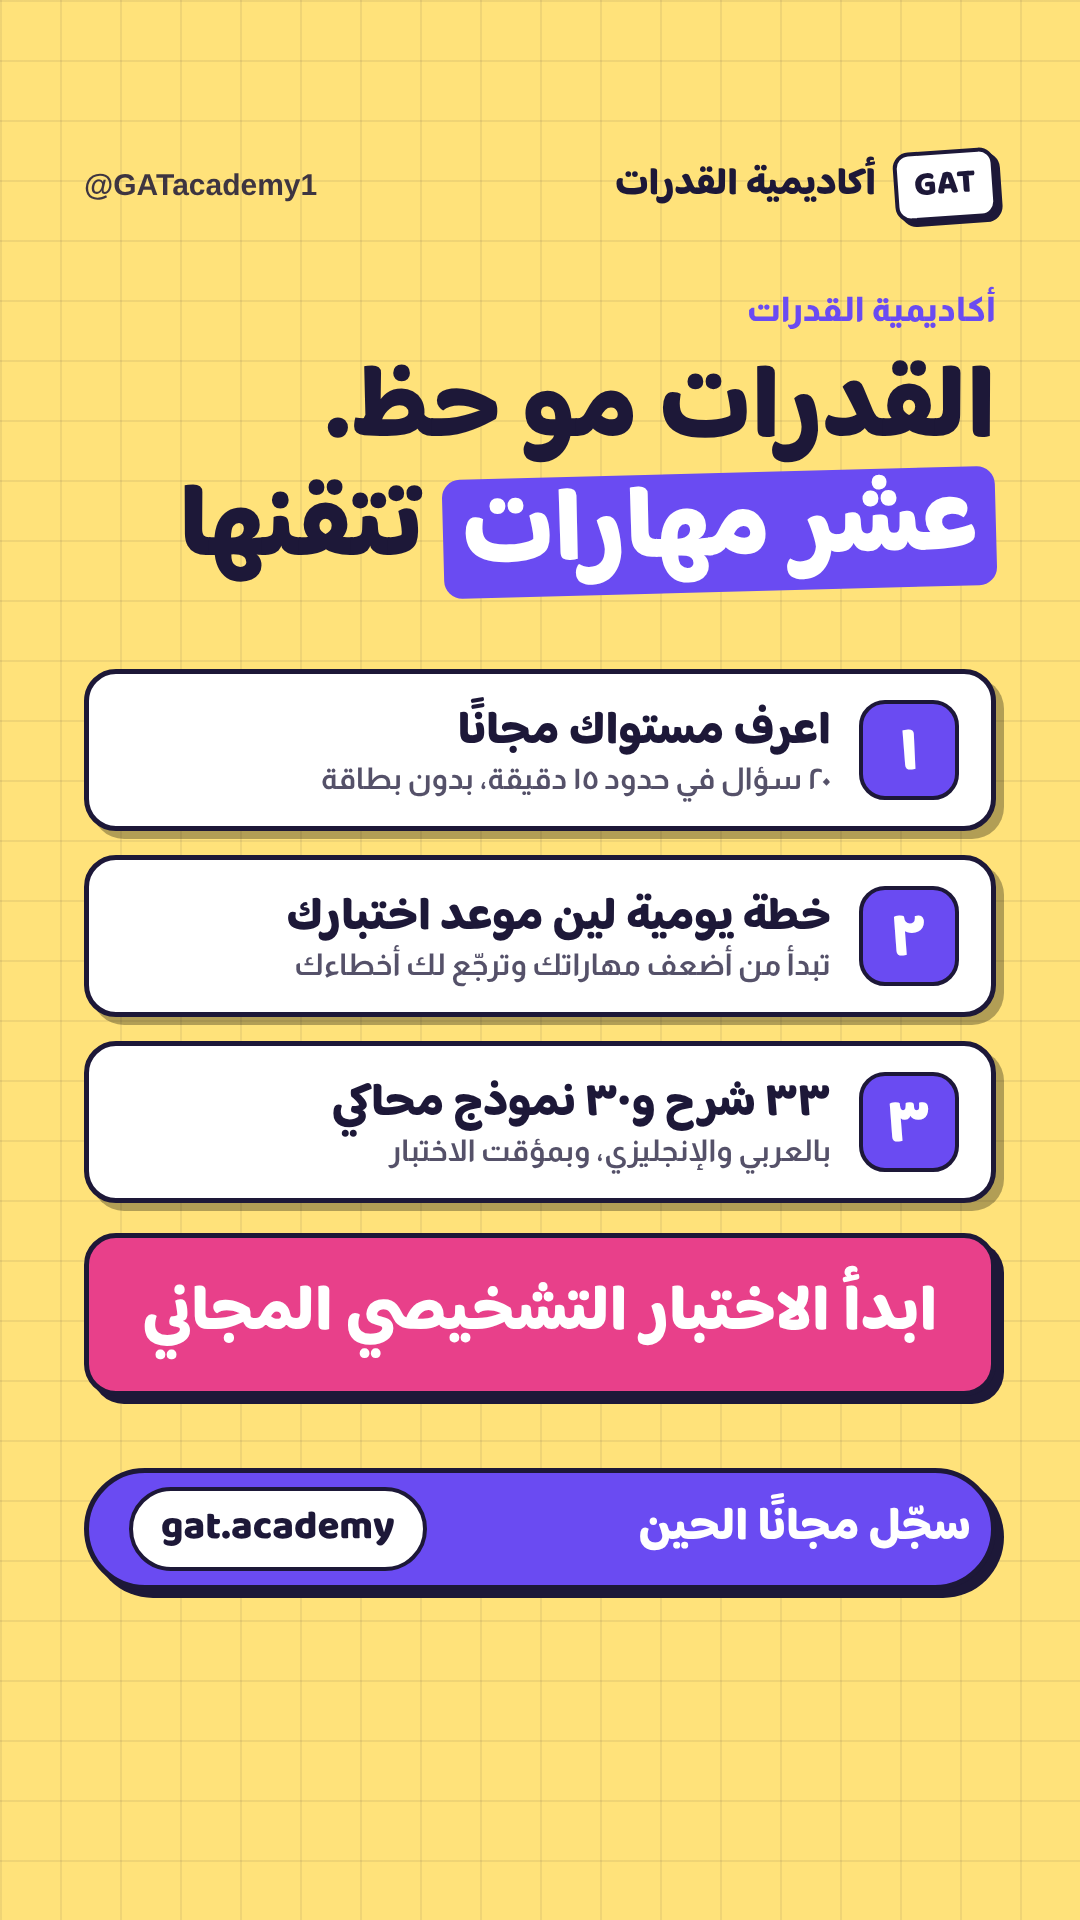 GAT
أكاديمية القدرات
@GATacademy1
أكاديمية القدرات
القدرات مو حظ.
عشر مهارات تتقنها
١
اعرف مستواك مجانًا
٢٠ سؤال في حدود ١٥ دقيقة، بدون بطاقة
٢
خطة يومية لين موعد اختبارك
تبدأ من أضعف مهاراتك وترجّع لك أخطاءك
٣
٣٣ شرح و٣٠ نموذج محاكي
بالعربي والإنجليزي، وبمؤقت الاختبار
ابدأ الاختبار التشخيصي المجاني
سجّل مجانًا الحين
gat.academy